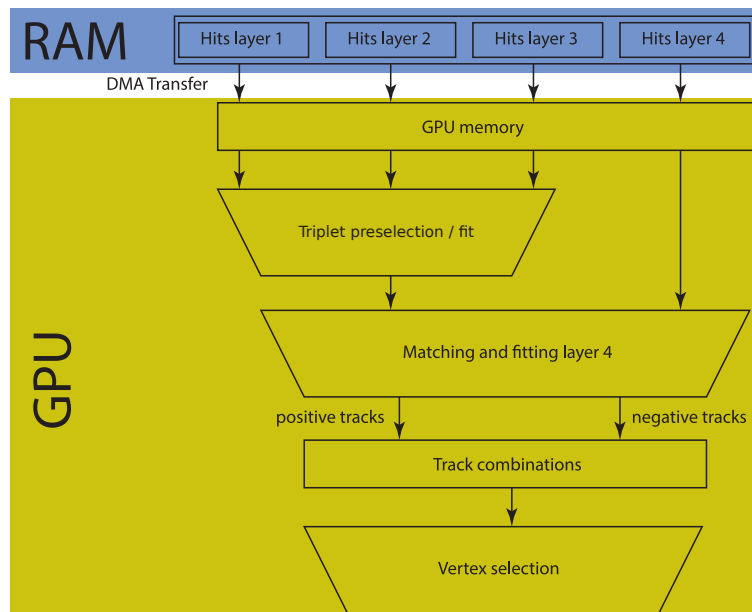 RAM
Hits layer 1
Hits layer 2
Hits layer 3
Hits layer 4
DMA Transfer
GPU memory
Triplet preselection / fit
Matching and fitting layer 4
GPU
positive tracks
negative tracks
Track combinations
Vertex selection